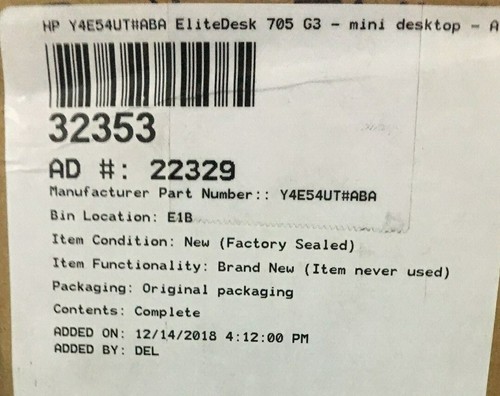 HP Y4E54UT#ABA EliteDesk 705 G3 - mini desktop - A
32353
AD #: 22329
Manufacturer Part Number:: Y4E54UT#ABA
Bin Location: E1B
Item Condition: New (Factory Sealed)
Item Functionality: Brand New (Item never used)
Packaging: Original packaging
Contents: Complete
ADDED ON: 12/14/2018 4:12:00 PM
ADDED BY: DEL